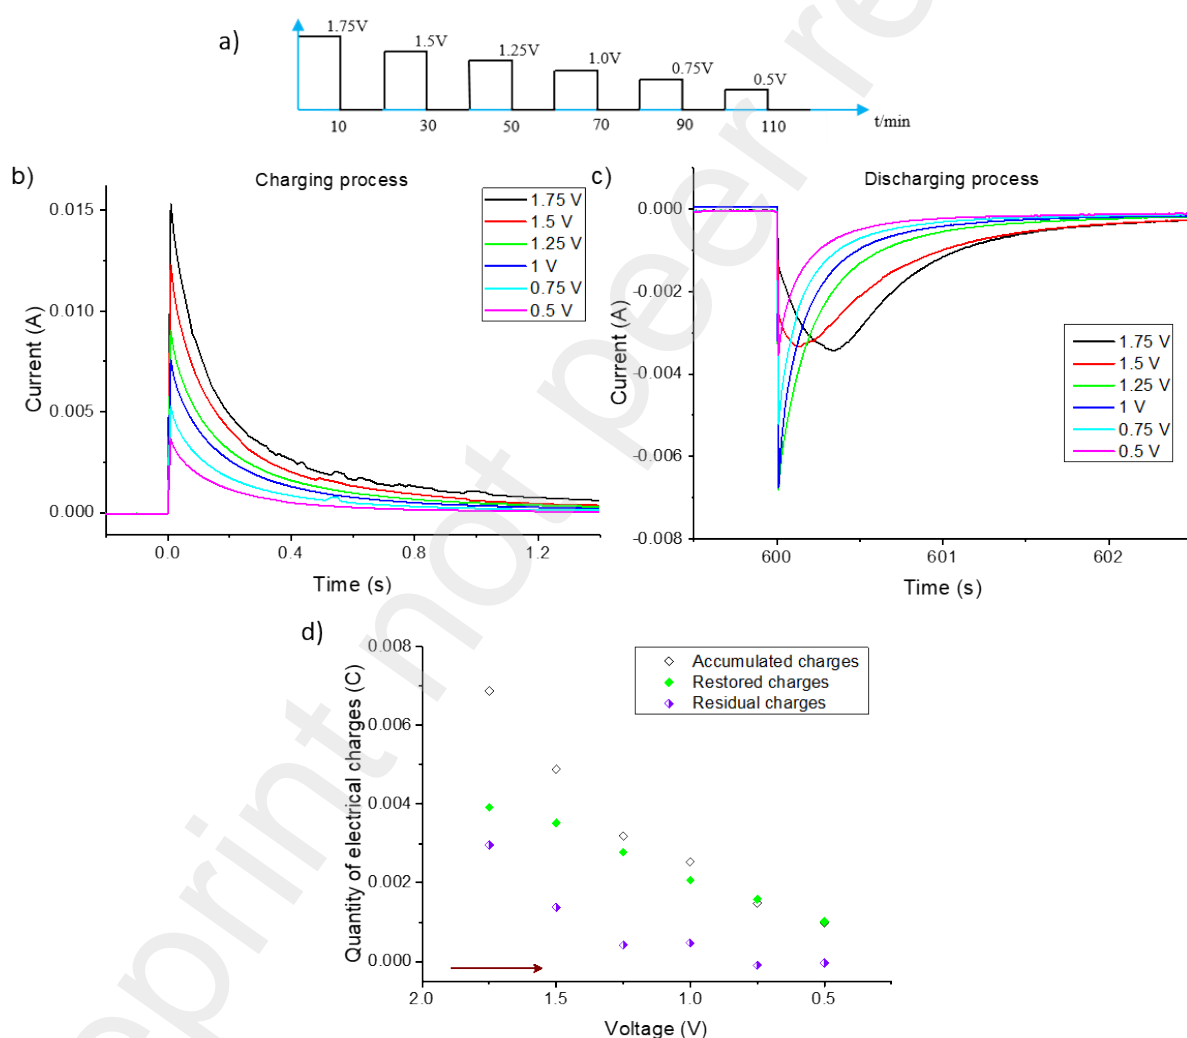 a)
1.75V
1.5V
1.25V
1.0V
0.75V
0.5V
10 30 50 70 90 110
t/min
b)
Charging process
1.75 V
1.5 V
1.25 V
1 V
0.75 V
0.5 V
0.015
0.010
0.005
0.000
Current (A)
0.0 0.4 0.8 1.2
Time (s)
c)
Discharging process
0.000
-0.002
-0.004
-0.006
-0.008
Current (A)
1.75 V
1.5 V
1.25 V
1 V
0.75 V
0.5 V
600 601 602
Time (s)
d)
0.008
0.006
0.004
0.002
0.000
Quantity of electrical charges (C)
Accumulated charges
Restored charges
Residual charges
2.0 1.5 1.0 0.5
Voltage (V)
eprint not peer re